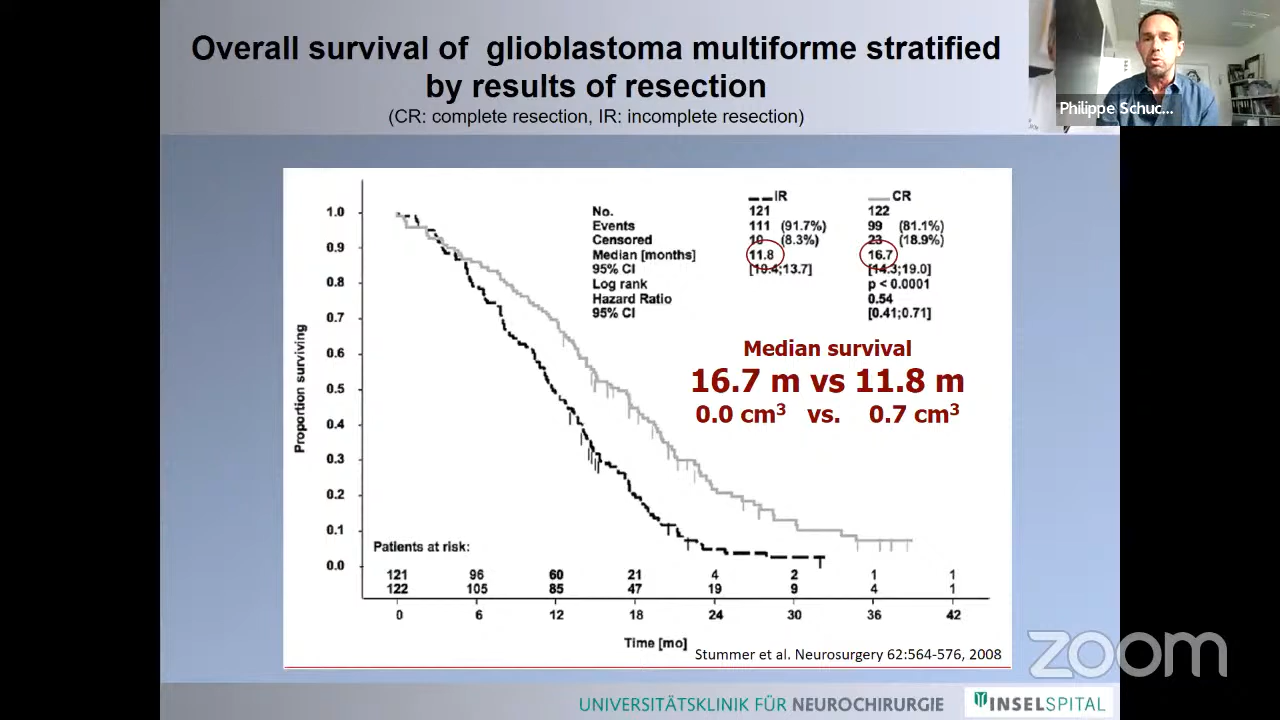 Overall survival of glioblastoma multiforme stratified
by results of resection
(CR: complete resection, IR: incomplete resection)
Philippe Schuc...
IR CR
No. 121 122
Events 111 (91.7%) 99 (81.1%)
Censored 10 (8.3%) 23 (18.9%)
Median [months] 11.8 16.7
95% CI [10.4;13.7] [14.3;19.0]
Log rank p < 0.0001
Hazard Ratio 0.54
95% CI [0.41;0.71]
Median survival
16.7 m vs 11.8 m
0.0 cm³ vs. 0.7 cm³
Proportion surviving
1.0
0.9
0.8
0.7
0.6
0.5
0.4
0.3
0.2
0.1
0.0
Patients at risk:
121 96 60 21 4 2 1 1
122 105 85 47 19 9 4 1
0 6 12 18 24 30 36 42
Time [mo]
Stummer et al. Neurosurgery 62:564-576, 2008
zoom
UNIVERSITÄTSKLINIK FÜR NEUROCHIRURGIE
INSELSPITAL